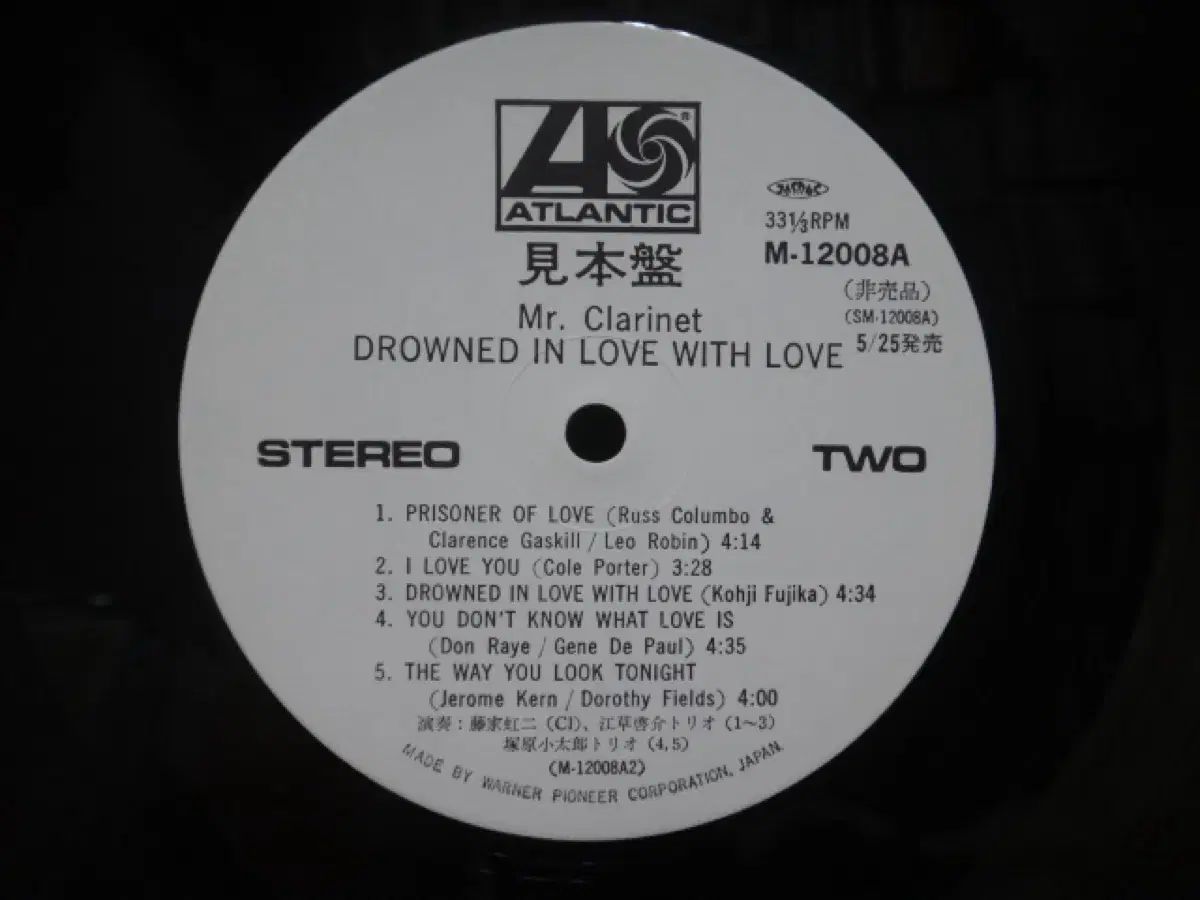 ATLANTIC
®
見本盤
33⅓RPM
M-12008A
(非売品)
(SM-12008A)
5/25発売
Mr. Clarinet
DROWNED IN LOVE WITH LOVE
STEREO
TWO
1. PRISONER OF LOVE (Russ Columbo &
Clarence Gaskill / Leo Robin) 4:14
2. I LOVE YOU (Cole Porter) 3:28
3. DROWNED IN LOVE WITH LOVE (Kohji Fujika) 4:34
4. YOU DON'T KNOW WHAT LOVE IS
(Don Raye / Gene De Paul) 4:35
5. THE WAY YOU LOOK TONIGHT
(Jerome Kern / Dorothy Fields) 4:00
演奏:藤家虹二 (Cl)、江草啓介トリオ (1~3)
塚原小太郎トリオ (4,5)
(M-12008A2)
MADE BY WARNER PIONEER CORPORATION, JAPAN.